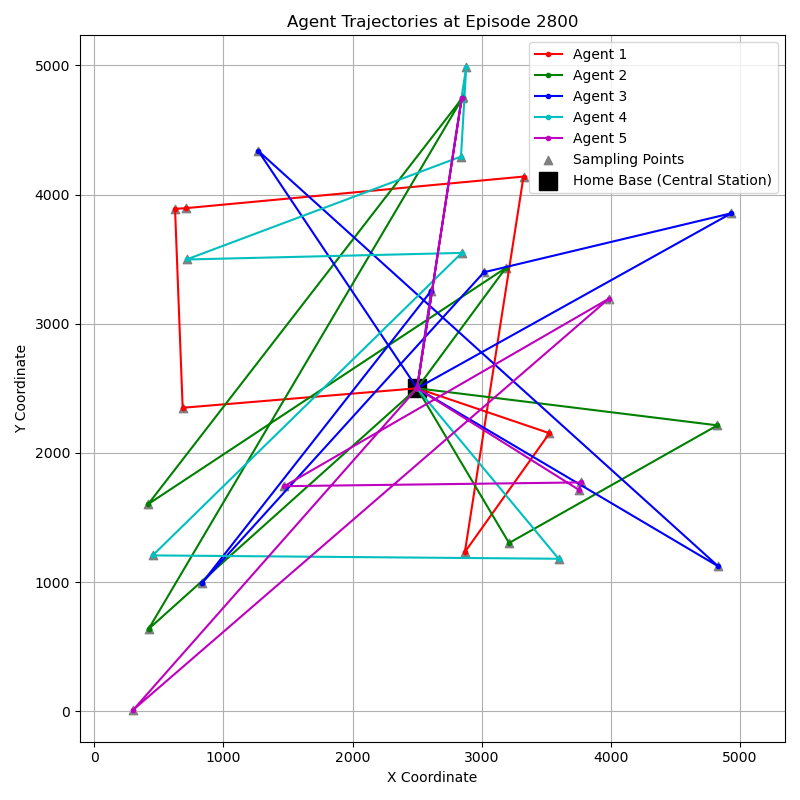 Agent Trajectories at Episode 2800
Agent 1
Agent 2
Agent 3
Agent 4
Agent 5
Sampling Points
Home Base (Central Station)
Y Coordinate
5000
4000
3000
2000
1000
0
0 1000 2000 3000 4000 5000
X Coordinate